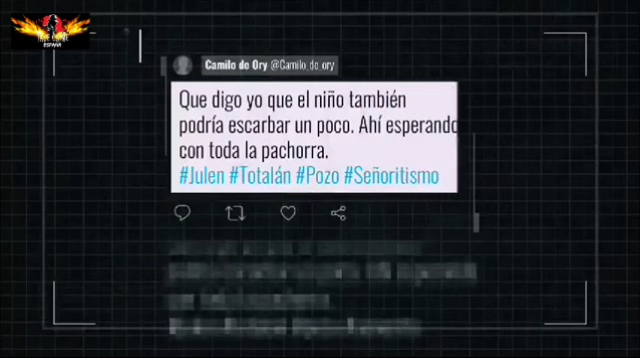 ESPAÑA
Camilo de Ory @Camilo_de_ory
Que digo yo que el niño también
podría escarbar un poco. Ahí esperando
con toda la pachorra.
#Julen #Totalán #Pozo #Señoritismo